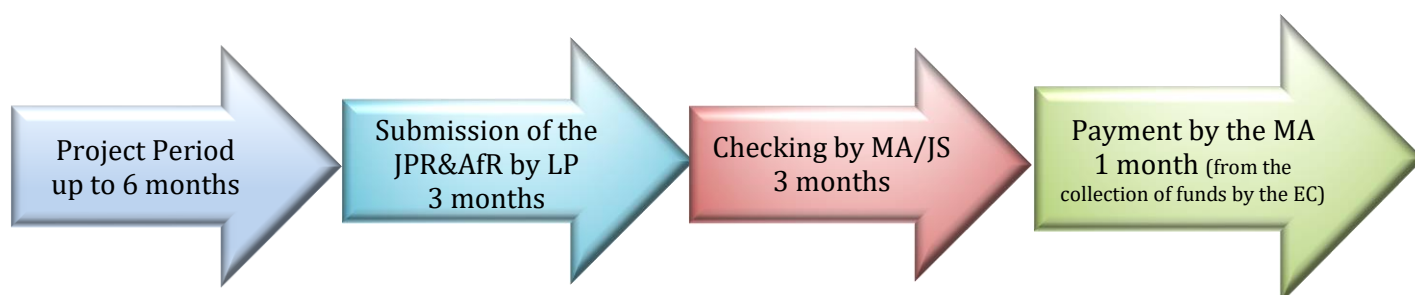 Project Period
up to 6 months
Submission of the
JPR&AfR by LP
3 months
Checking by MA/JS
3 months
Payment by the MA
1 month (from the
collection of funds by the EC)